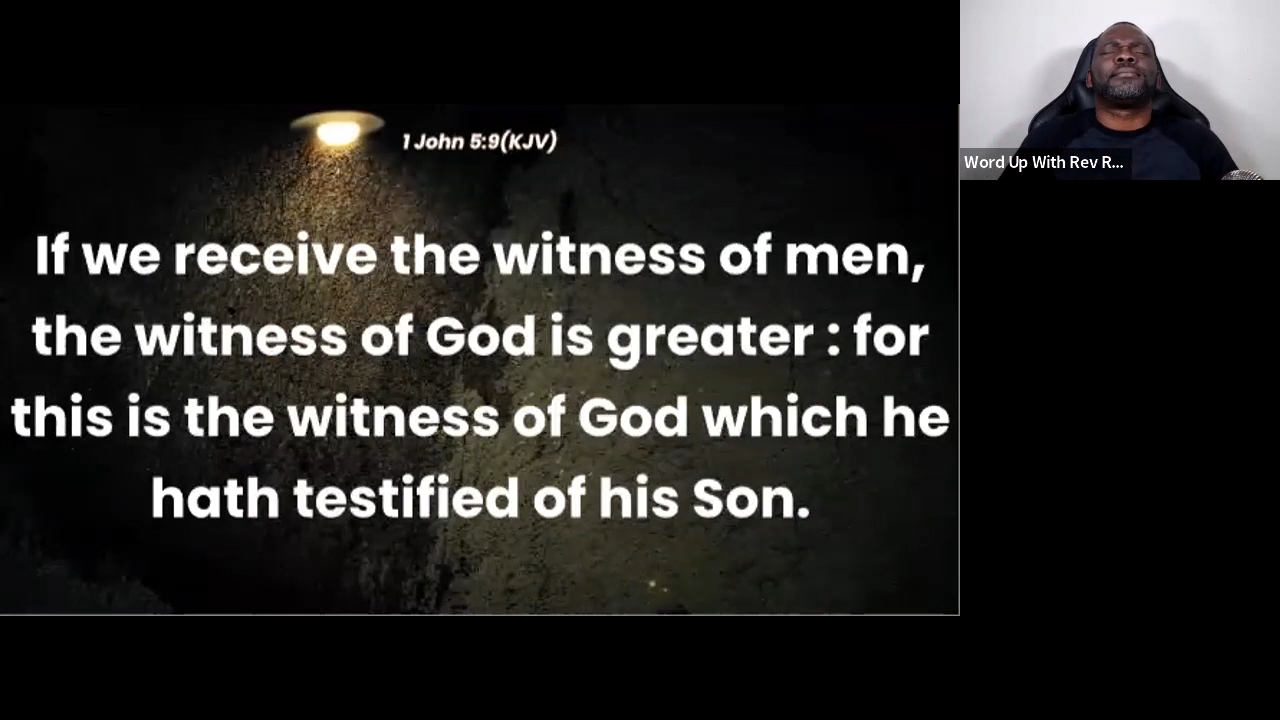 1 John 5:9(KJV)
If we receive the witness of men,
the witness of God is greater : for
this is the witness of God which he
hath testified of his Son.
Word Up With Rev R...